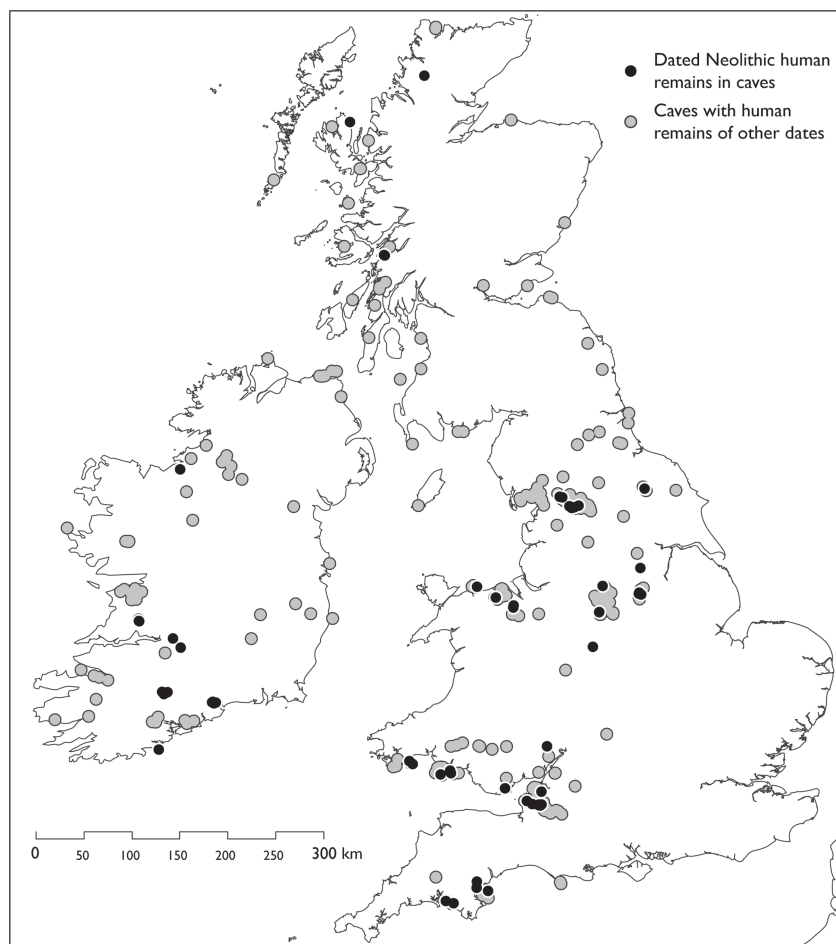 Dated Neolithic human
remains in caves
Caves with human
remains of other dates
0 50 100 150 200 250 300 km